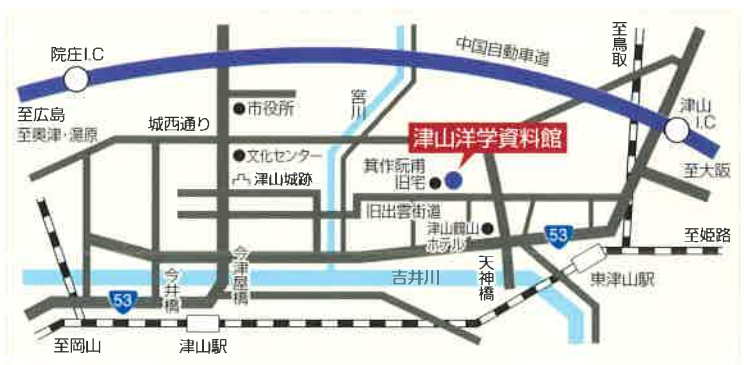 中国自動車道
至鳥取
院庄I.C
至広島
至奥津・湯原
市役所
宮川
津山
I.C
城西通り
津山洋学資料館
文化センター
津山城跡
箕作阮甫
旧宅
至大阪
旧出雲街道
津山鶴山
ホテル
53
至姫路
今津屋橋
今井橋
吉井川
天神橋
東津山駅
53
至岡山
津山駅